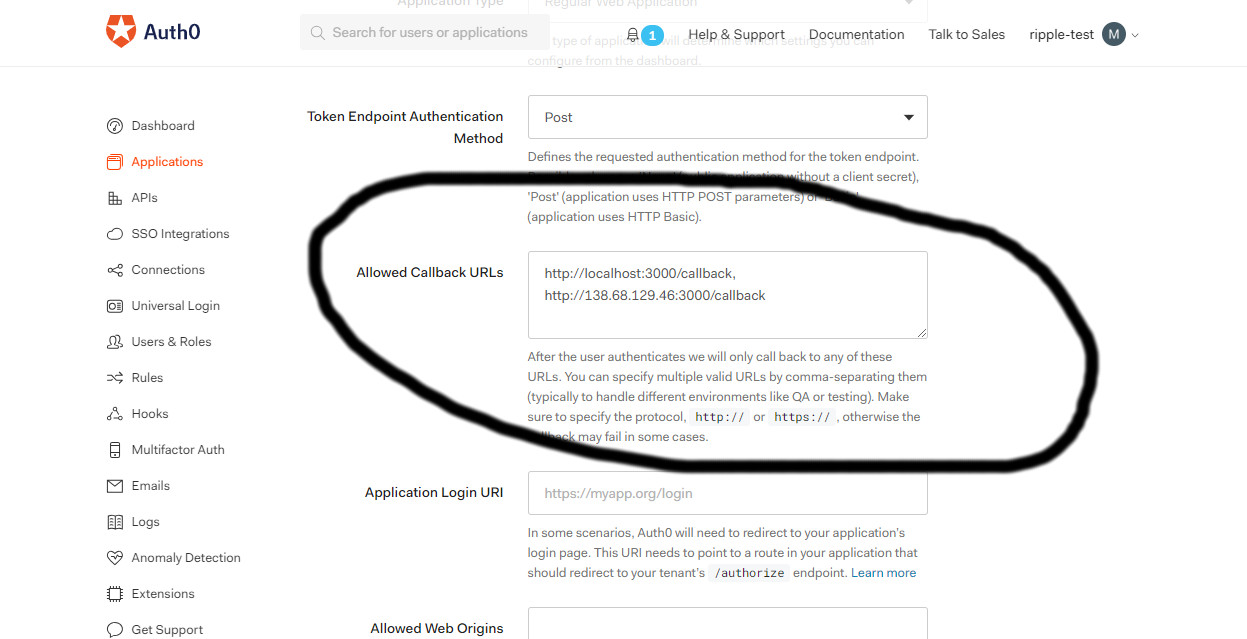 Application Type
Regular Web Application
Auth0
Search for users or applications
1
Help & Support
Documentation
Talk to Sales
ripple-test
M
type of application will determine which settings you can
configure from the dashboard.
Dashboard
Applications
APIs
SSO Integrations
Connections
Universal Login
Users & Roles
Rules
Hooks
Multifactor Auth
Emails
Logs
Anomaly Detection
Extensions
Get Support
Token Endpoint Authentication
Method
Post
Defines the requested authentication method for the token endpoint.
application without a client secret),
'Post' (application uses HTTP POST parameters) or
(application uses HTTP Basic).
Allowed Callback URLs
http://localhost:3000/callback,
http://138.68.129.46:3000/callback
After the user authenticates we will only call back to any of these
URLs. You can specify multiple valid URLs by comma-separating them
(typically to handle different environments like QA or testing). Make
sure to specify the protocol, http:// or https:// , otherwise the
callback may fail in some cases.
Application Login URI
https://myapp.org/login
In some scenarios, Auth0 will need to redirect to your application's
login page. This URI needs to point to a route in your application that
should redirect to your tenant's /authorize endpoint. Learn more
Allowed Web Origins